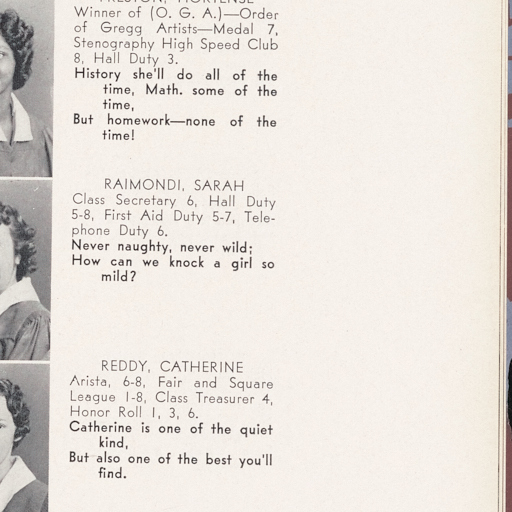 PRESTON, HORTENSE
Winner of (O. G. A.)—Order
of Gregg Artists—Medal 7,
Stenography High Speed Club
8, Hall Duty 3.
History she'll do all of the
time, Math. some of the
time,
But homework—none of the
time!
RAIMONDI, SARAH
Class Secretary 6, Hall Duty
5-8, First Aid Duty 5-7, Tele-
phone Duty 6.
Never naughty, never wild;
How can we knock a girl so
mild?
REDDY, CATHERINE
Arista, 6-8, Fair and Square
League 1-8, Class Treasurer 4,
Honor Roll 1, 3, 6.
Catherine is one of the quiet
kind,
But also one of the best you'll
find.